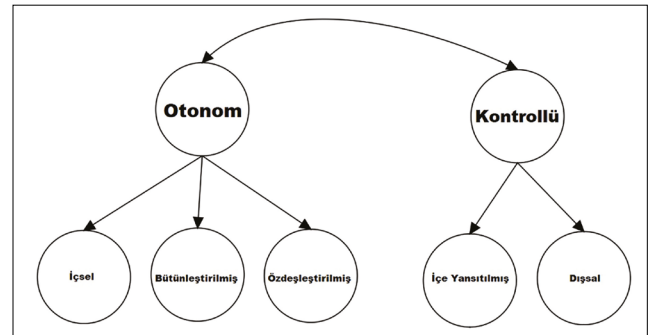 Otonom
Kontrollü
İçsel
Bütünleştirilmiş
Özdeşleştirilmiş
İçe Yansıtılmış
Dışsal